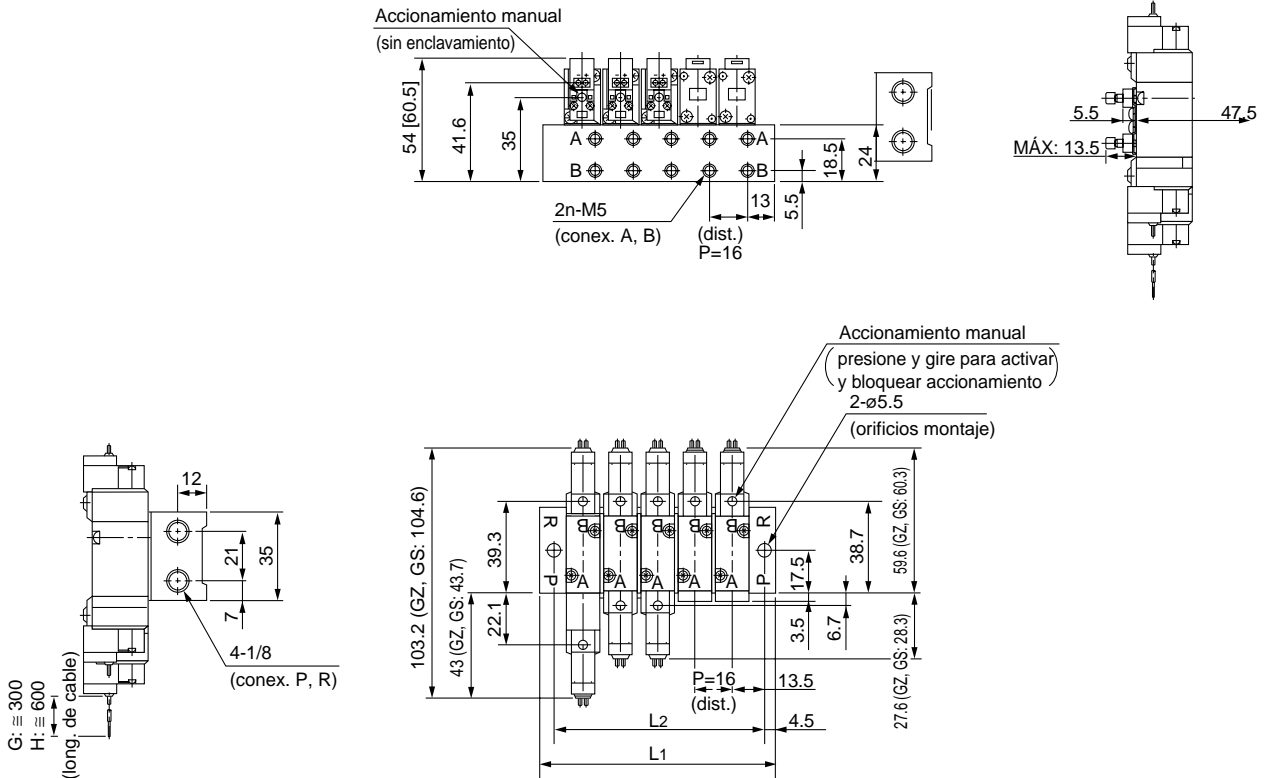 Accionamiento manual
(sin enclavamiento)
54 [60.5]
41.6
35
A
A
B
B
18.5
24
5.5
13
2n-M5
(conex. A, B)
(dist.)
P=16
5.5
47.5
MÁX: 13.5
Accionamiento manual
(presione y gire para activar
y bloquear accionamiento)
2-ø5.5
(orificios montaje)
12
21
35
7
4-1/8
(conex. P, R)
G: ≅ 300
H: ≅ 600
(long. de cable)
103.2 (GZ, GS: 104.6)
43 (GZ, GS: 43.7)
39.3
22.1
R
B
B
B
B
B
R
P
A
A
A
A
A
P
17.5
38.7
59.6 (GZ, GS: 60.3)
3.5
6.7
27.6 (GZ, GS: 28.3)
P=16
(dist.)
13.5
L2
4.5
L1